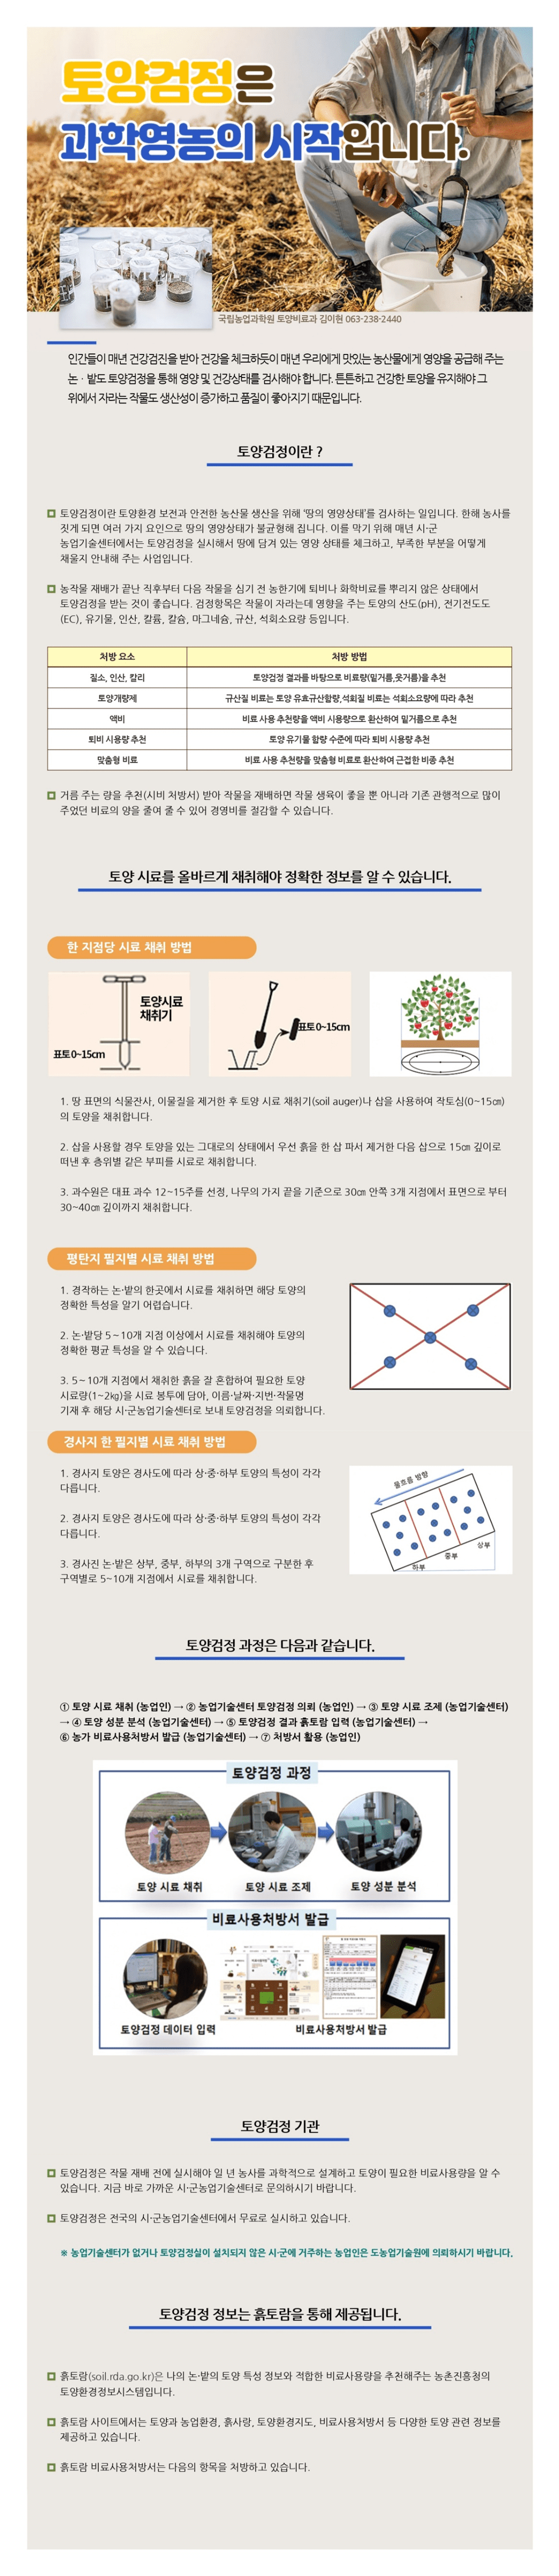 토양검정은
과학영농의 시작입니다.
국립농업과학원 토양비료과 김이현 063-238-2440
인간들이 매년 건강검진을 받아 건강을 체크하듯이 매년 우리에게 맛있는 농산물에게 영양을 공급해 주는
논ㆍ밭도 토양검정을 통해 영양 및 건강상태를 검사해야 합니다. 튼튼하고 건강한 토양을 유지해야 그
위에서 자라는 작물도 생산성이 증가하고 품질이 좋아지기 때문입니다.
토양검정이란 ?
토양검정이란 토양환경 보전과 안전한 농산물 생산을 위해 '땅의 영양상태'를 검사하는 일입니다. 한해 농사를
짓게 되면 여러 가지 요인으로 땅의 영양상태가 불균형해 집니다. 이를 막기 위해 매년 시·군
농업기술센터에서는 토양검정을 실시해서 땅에 담겨 있는 영양 상태를 체크하고, 부족한 부분을 어떻게
채울지 안내해 주는 사업입니다.
농작물 재배가 끝난 직후부터 다음 작물을 심기 전 농한기에 퇴비나 화학비료를 뿌리지 않은 상태에서
토양검정을 받는 것이 좋습니다. 검정항목은 작물이 자라는데 영향을 주는 토양의 산도(pH), 전기전도도
(EC), 유기물, 인산, 칼륨, 칼슘, 마그네슘, 규산, 석회소요량 등입니다.
처방 요소 처방 방법
질소, 인산, 칼리 토양검정 결과를 바탕으로 비료량(밑거름,웃거름)을 추천
토양개량제 규산질 비료는 토양 유효규산함량,석회질 비료는 석회소요량에 따라 추천
액비 비료 사용 추천량을 액비 시용량으로 환산하여 밑거름으로 추천
퇴비 시용량 추천 토양 유기물 함량 수준에 따라 퇴비 시용량 추천
맞춤형 비료 비료 사용 추천량을 맞춤형 비료로 환산하여 근접한 비종 추천
거름 주는 량을 추천(시비 처방서) 받아 작물을 재배하면 작물 생육이 좋을 뿐 아니라 기존 관행적으로 많이
주었던 비료의 양을 줄여 줄 수 있어 경영비를 절감할 수 있습니다.
토양 시료를 올바르게 채취해야 정확한 정보를 알 수 있습니다.
한 지점당 시료 채취 방법
토양시료
채취기
표토0~15cm
표토0~15cm
1. 땅 표면의 식물잔사, 이물질을 제거한 후 토양 시료 채취기(soil auger)나 삽을 사용하여 작토심(0~15㎝)
의 토양을 채취합니다.
2. 삽을 사용할 경우 토양을 있는 그대로의 상태에서 우선 흙을 한 삽 파서 제거한 다음 삽으로 15㎝ 깊이로
떠낸 후 층위별 같은 부피를 시료로 채취합니다.
3. 과수원은 대표 과수 12~15주를 선정, 나무의 가지 끝을 기준으로 30㎝ 안쪽 3개 지점에서 표면으로 부터
30~40㎝ 깊이까지 채취합니다.
평탄지 필지별 시료 채취 방법
1. 경작하는 논·밭의 한곳에서 시료를 채취하면 해당 토양의
정확한 특성을 알기 어렵습니다.
2. 논·밭당 5~10개 지점 이상에서 시료를 채취해야 토양의
정확한 평균 특성을 알 수 있습니다.
3. 5~10개 지점에서 채취한 흙을 잘 혼합하여 필요한 토양
시료량(1~2㎏)을 시료 봉투에 담아, 이름·날짜·지번·작물명
기재 후 해당 시·군농업기술센터로 보내 토양검정을 의뢰합니다.
경사지 한 필지별 시료 채취 방법
1. 경사지 토양은 경사도에 따라 상·중·하부 토양의 특성이 각각
다릅니다.
2. 경사지 토양은 경사도에 따라 상·중·하부 토양의 특성이 각각
다릅니다.
3. 경사진 논·밭은 상부, 중부, 하부의 3개 구역으로 구분한 후
구역별로 5~10개 지점에서 시료를 채취합니다.
물흐름 방향
상부
중부
하부
토양검정 과정은 다음과 같습니다.
① 토양 시료 채취 (농업인) → ② 농업기술센터 토양검정 의뢰 (농업인) → ③ 토양 시료 조제 (농업기술센터)
→ ④ 토양 성분 분석 (농업기술센터) → ⑤ 토양검정 결과 흙토람 입력 (농업기술센터) →
⑥ 농가 비료사용처방서 발급 (농업기술센터) → ⑦ 처방서 활용 (농업인)
토양검정 과정
토양 시료 채취 토양 시료 조제 토양 성분 분석
비료사용처방서 발급
토양검정 데이터 입력 비료사용처방서 발급
토양검정 기관
토양검정은 작물 재배 전에 실시해야 일 년 농사를 과학적으로 설계하고 토양이 필요한 비료사용량을 알 수
있습니다. 지금 바로 가까운 시·군농업기술센터로 문의하시기 바랍니다.
토양검정은 전국의 시·군농업기술센터에서 무료로 실시하고 있습니다.
※ 농업기술센터가 없거나 토양검정실이 설치되지 않은 시·군에 거주하는 농업인은 도농업기술원에 의뢰하시기 바랍니다.
토양검정 정보는 흙토람을 통해 제공됩니다.
흙토람(soil.rda.go.kr)은 나의 논·밭의 토양 특성 정보와 적합한 비료사용량을 추천해주는 농촌진흥청의
토양환경정보시스템입니다.
흙토람 사이트에서는 토양과 농업환경, 흙사랑, 토양환경지도, 비료사용처방서 등 다양한 토양 관련 정보를
제공하고 있습니다.
흙토람 비료사용처방서는 다음의 항목을 처방하고 있습니다.